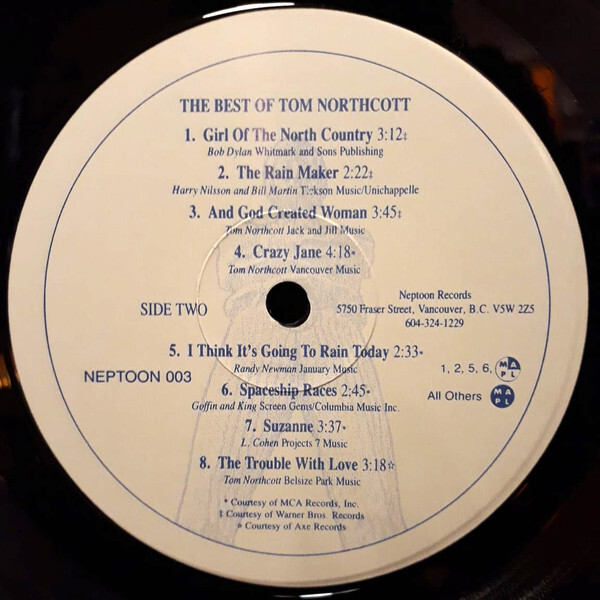 THE BEST OF TOM NORTHCOTT
1. Girl Of The North Country 3:12‡
Bob Dylan Whitmark and Sons Publishing
2. The Rain Maker 2:22‡
Harry Nilsson and Bill Martin Tickson Music/Unichappelle
3. And God Created Woman 3:45‡
Tom Northcott Jack and Jill Music
4. Crazy Jane 4:18*
Tom Northcott Vancouver Music
SIDE TWO
Neptoon Records
5750 Fraser Street, Vancouver, B.C. V5W 2Z5
604-324-1229
5. I Think It's Going To Rain Today 2:33*
Randy Newman January Music
NEPTOON 003
1, 2, 5, 6, MAPL
6. Spaceship Races 2:45*
Goffin and King Screen Gems/Columbia Music Inc.
All Others MAPL
7. Suzanne 3:37*
L. Cohen Projects 7 Music
8. The Trouble With Love 3:18☆
Tom Northcott Belsize Park Music
* Courtesy of MCA Records, Inc.
‡ Courtesy of Warner Bros. Records
☆ Courtesy of Axe Records